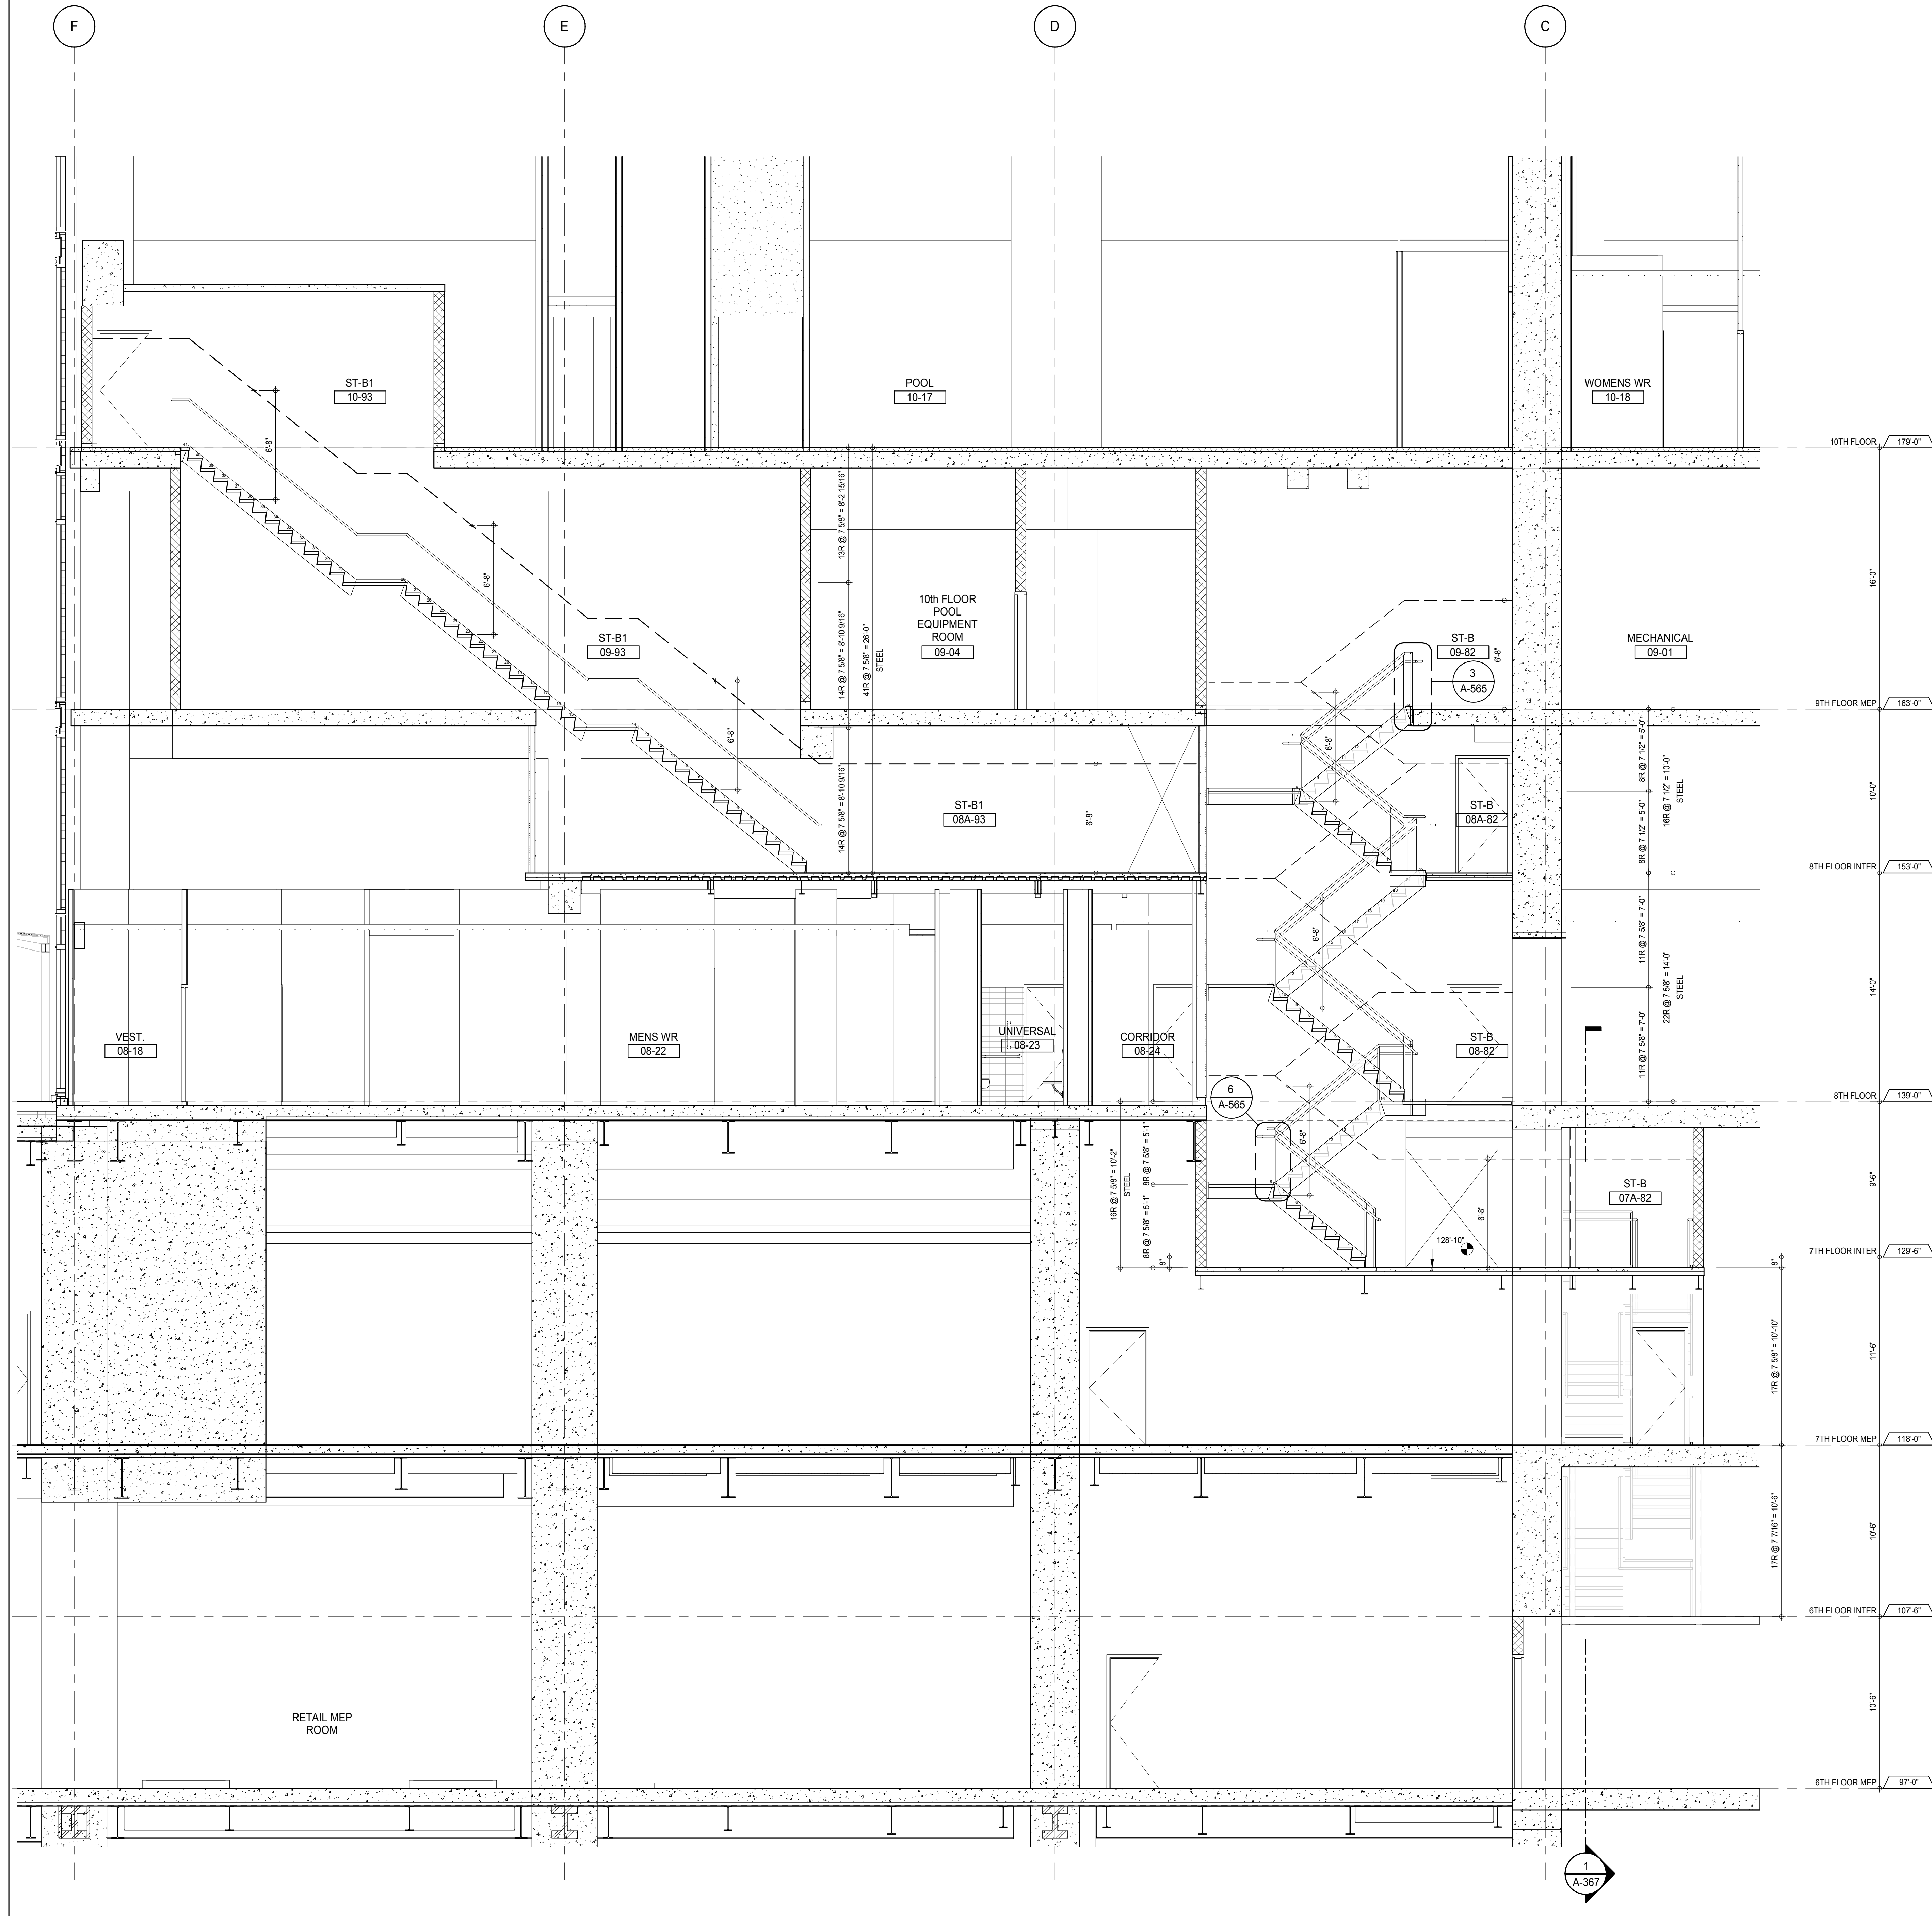 F
E
D
C
ST-B1
10-93
POOL
10-17
WOMENS WR
10-18
10TH FLOOR
179'-0"
6'-8"
13R @ 7 5/8" = 8'-2 15/16"
16'-0"
6'-8"
10th FLOOR
POOL
EQUIPMENT
ROOM
09-04
14R @ 7 5/8" = 8'-10 9/16"
41R @ 7 5/8" = 26'-0"
STEEL
ST-B1
09-93
ST-B
09-82
6'-8"
MECHANICAL
09-01
3
A-565
9TH FLOOR MEP
163'-0"
6'-8"
6'-8"
14R @ 7 5/8" = 8'-10 9/16"
8R @ 7 1/2" = 5'-0"
8R @ 7 1/2" = 5'-0"
16R @ 7 1/2" = 10'-0"
STEEL
10'-0"
ST-B1
08A-93
6'-8"
ST-B
08A-82
8TH FLOOR INTER
153'-0"
6'-8"
11R @ 7 5/8" = 7'-0"
11R @ 7 5/8" = 7'-0"
22R @ 7 5/8" = 14'-0"
STEEL
14'-0"
VEST.
08-18
MENS WR
08-22
UNIVERSAL
08-23
CORRIDOR
08-24
ST-B
08-82
6
A-565
8TH FLOOR
139'-0"
6'-8"
16R @ 7 5/8" = 10'-2"
STEEL
8R @ 7 5/8" = 5'-1"
8R @ 7 5/8" = 5'-1"
8"
6'-8"
ST-B
07A-82
9'-6"
128'-10"
7TH FLOOR INTER
129'-6"
8"
17R @ 7 5/8" = 10'-10"
11'-6"
7TH FLOOR MEP
118'-0"
17R @ 7 7/16" = 10'-6"
10'-6"
6TH FLOOR INTER
107'-6"
10'-6"
RETAIL MEP
ROOM
6TH FLOOR MEP
97'-0"
1
A-367